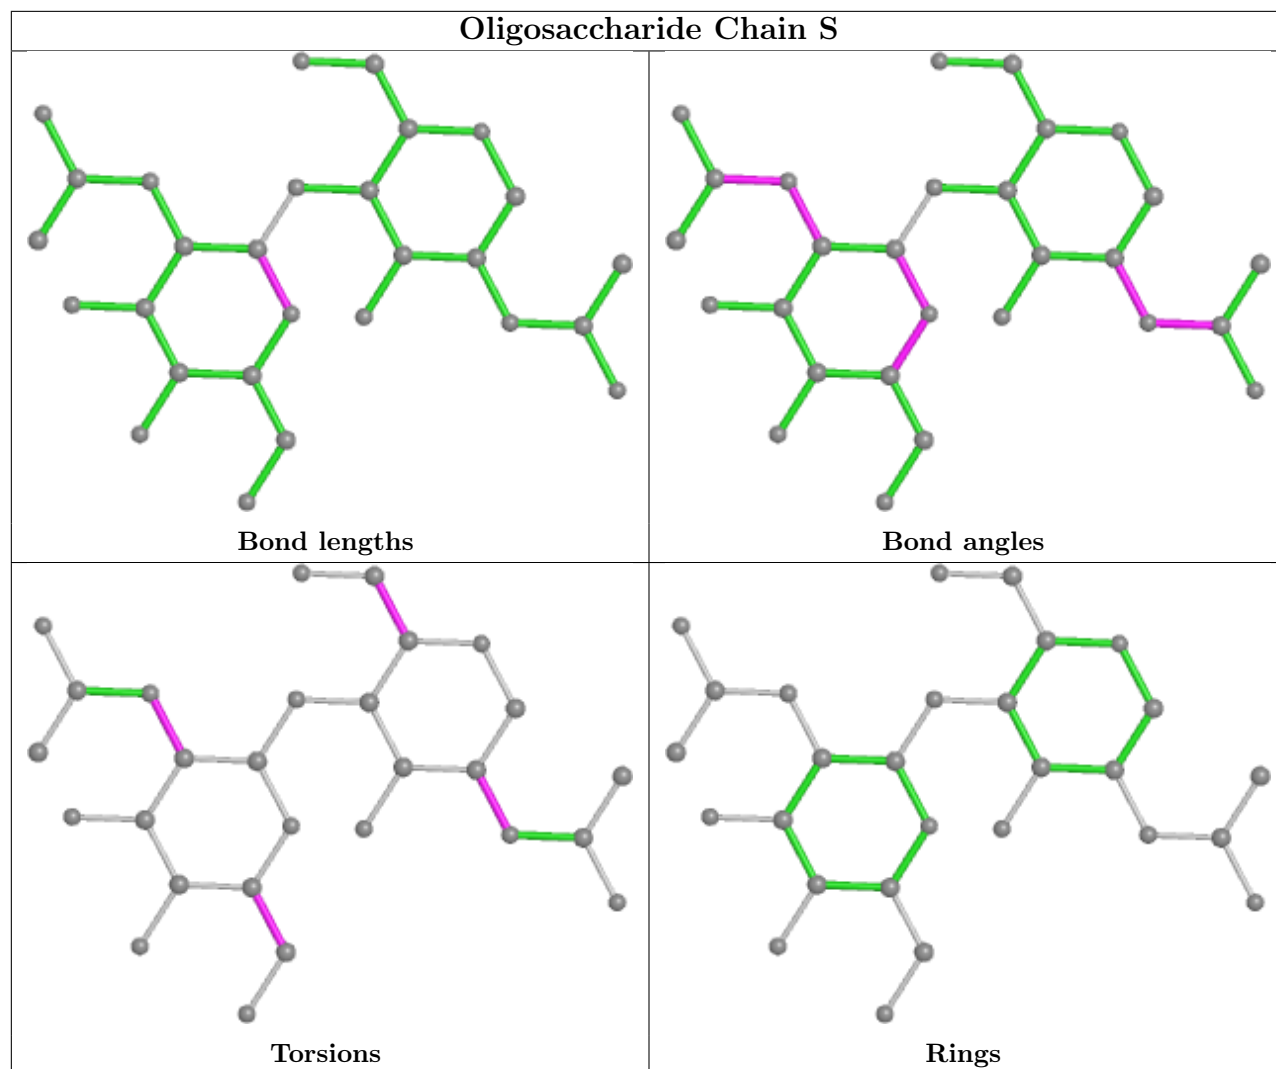 Oligosaccharide Chain S
Bond lengths
Bond angles
Torsions
Rings